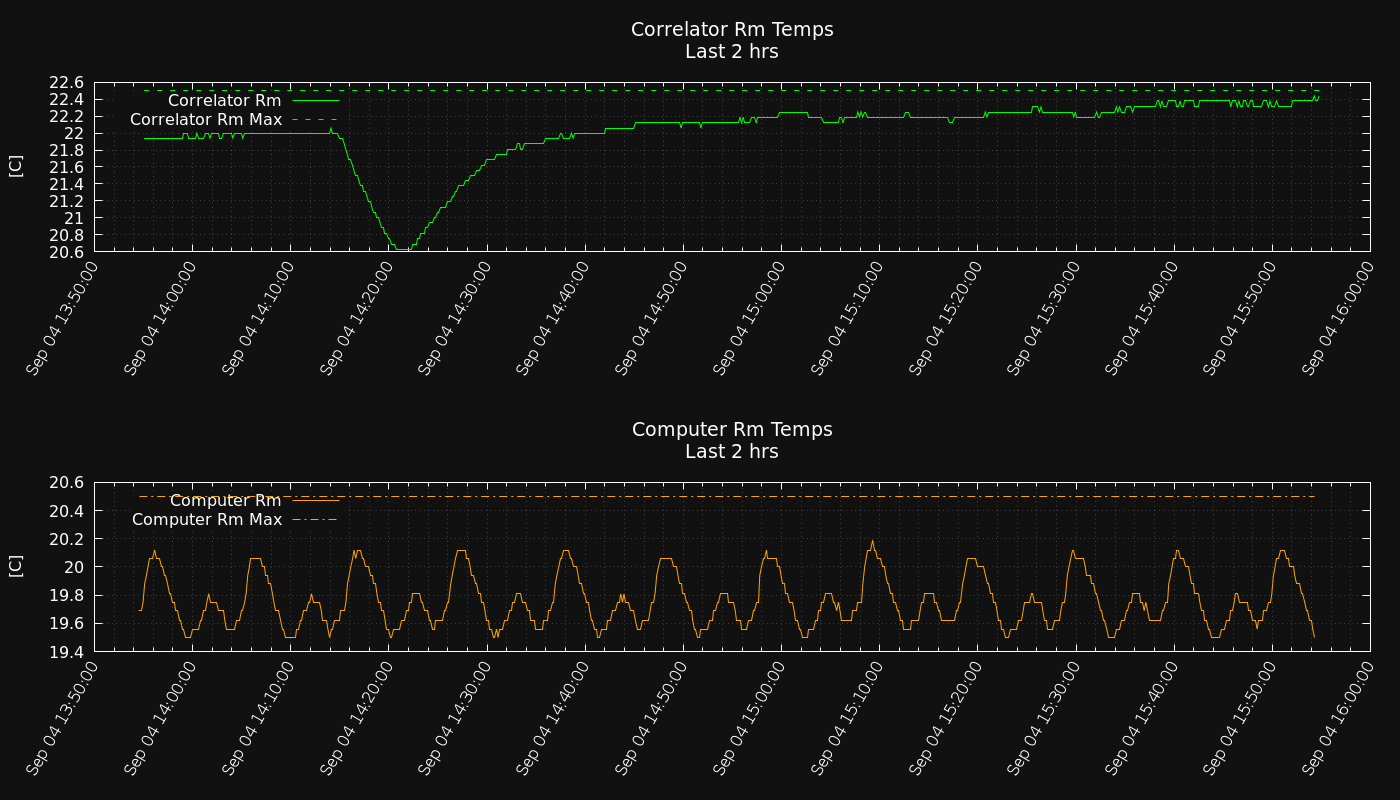 Correlator Rm Temps
Last 2 hrs
[C]
22.6
22.4
22.2
22
21.8
21.6
21.4
21.2
21
20.8
20.6
Correlator Rm
Correlator Rm Max
Sep 04 13:50:00
Sep 04 14:00:00
Sep 04 14:10:00
Sep 04 14:20:00
Sep 04 14:30:00
Sep 04 14:40:00
Sep 04 14:50:00
Sep 04 15:00:00
Sep 04 15:10:00
Sep 04 15:20:00
Sep 04 15:30:00
Sep 04 15:40:00
Sep 04 15:50:00
Sep 04 16:00:00
Computer Rm Temps
Last 2 hrs
[C]
20.6
20.4
20.2
20
19.8
19.6
19.4
Computer Rm
Computer Rm Max
Sep 04 13:50:00
Sep 04 14:00:00
Sep 04 14:10:00
Sep 04 14:20:00
Sep 04 14:30:00
Sep 04 14:40:00
Sep 04 14:50:00
Sep 04 15:00:00
Sep 04 15:10:00
Sep 04 15:20:00
Sep 04 15:30:00
Sep 04 15:40:00
Sep 04 15:50:00
Sep 04 16:00:00